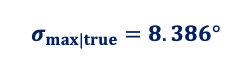 σmax|true = 8.386°